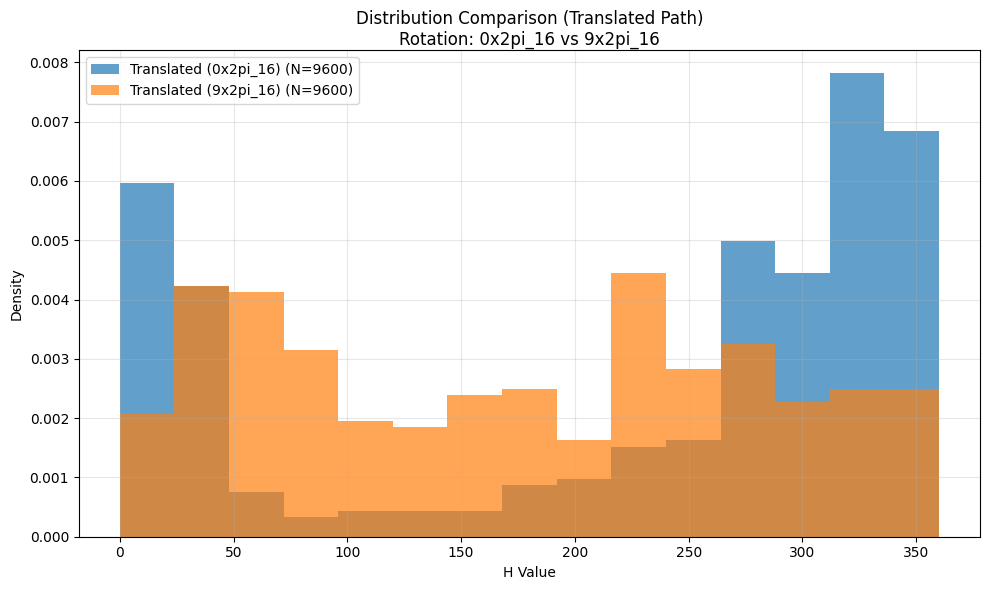 Distribution Comparison (Translated Path)
Rotation: 0x2pi_16 vs 9x2pi_16
Translated (0x2pi_16) (N=9600)
Translated (9x2pi_16) (N=9600)
0.008
0.007
0.006
0.005
0.004
0.003
0.002
0.001
0.000
Density
0 50 100 150 200 250 300 350
H Value